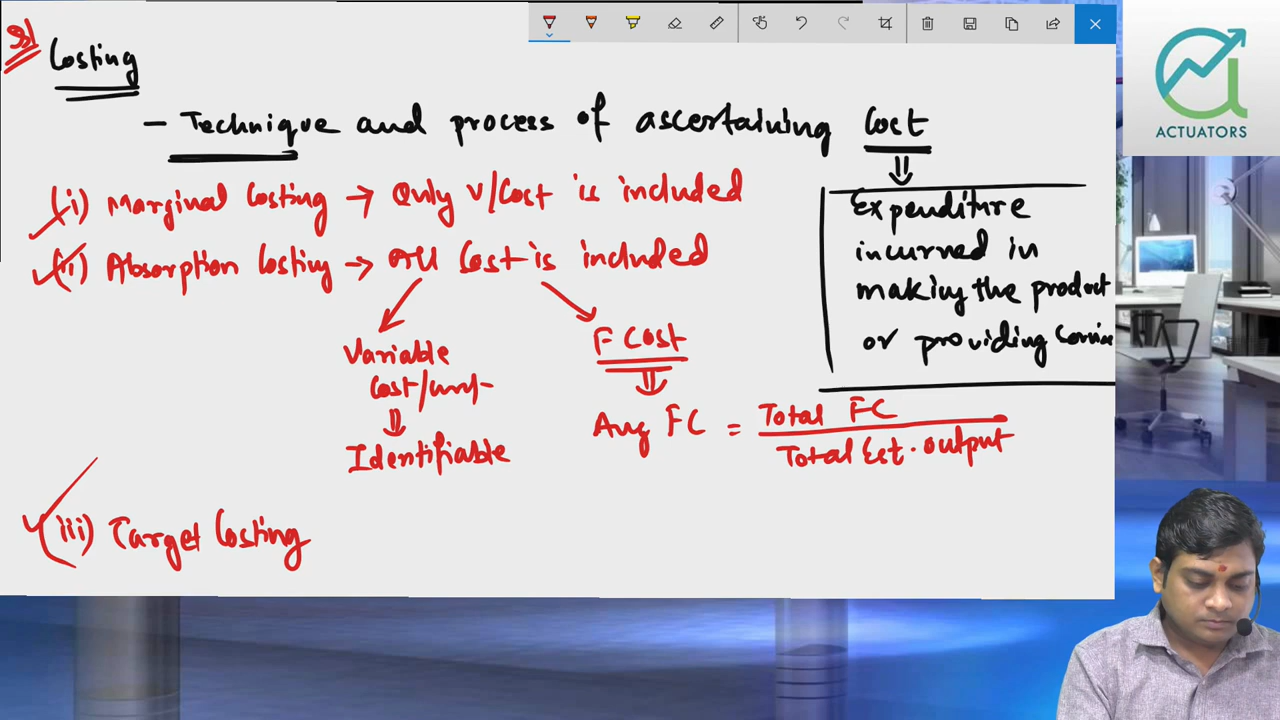 Costing
- Technique and process of ascertaining Cost
(i) Marginal Costing → Only v/Cost is included
(ii) Absorption Costing → All Cost is included
Expenditure
incurred in
making the product
or providing service
Variable
Cost/unit
Identifiable
F Cost
Avg FC = Total FC
Total Est. output
(iii) Target Costing
ACTUATORS